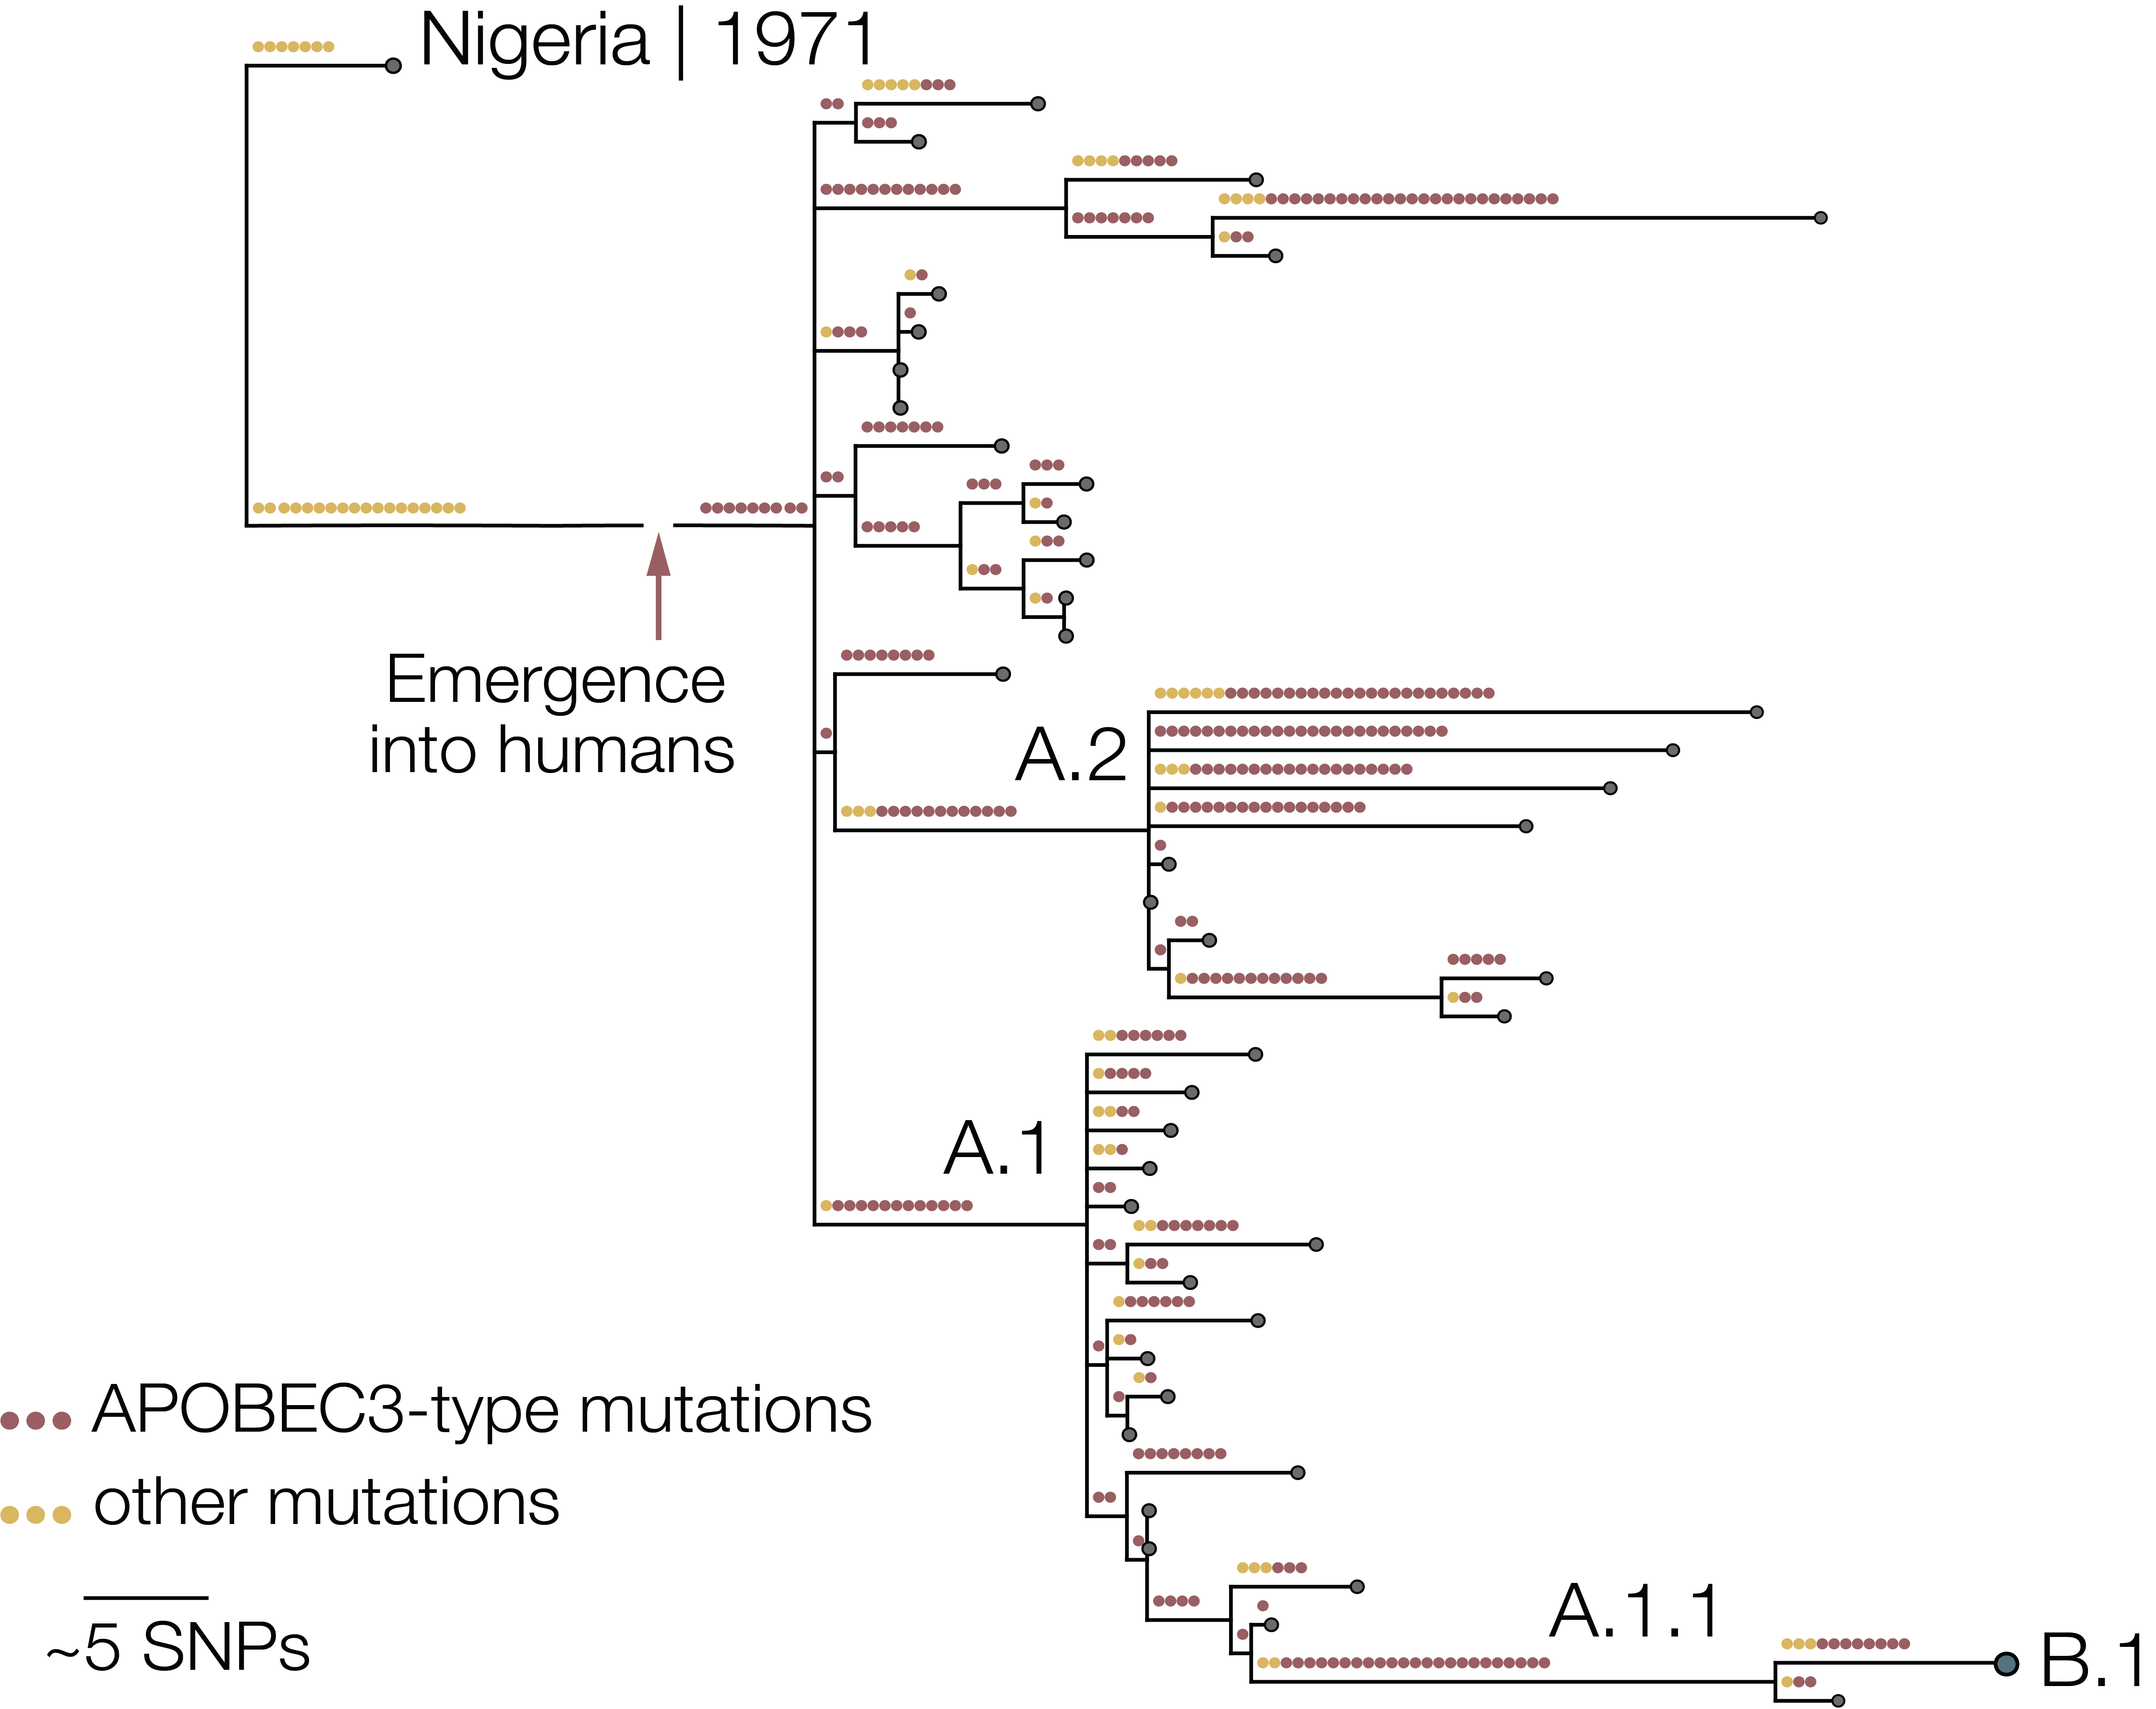 Nigeria | 1971
Emergence
into humans
A.2
A.1
APOBEC3-type mutations
other mutations
~5 SNPs
A.1.1
B.1